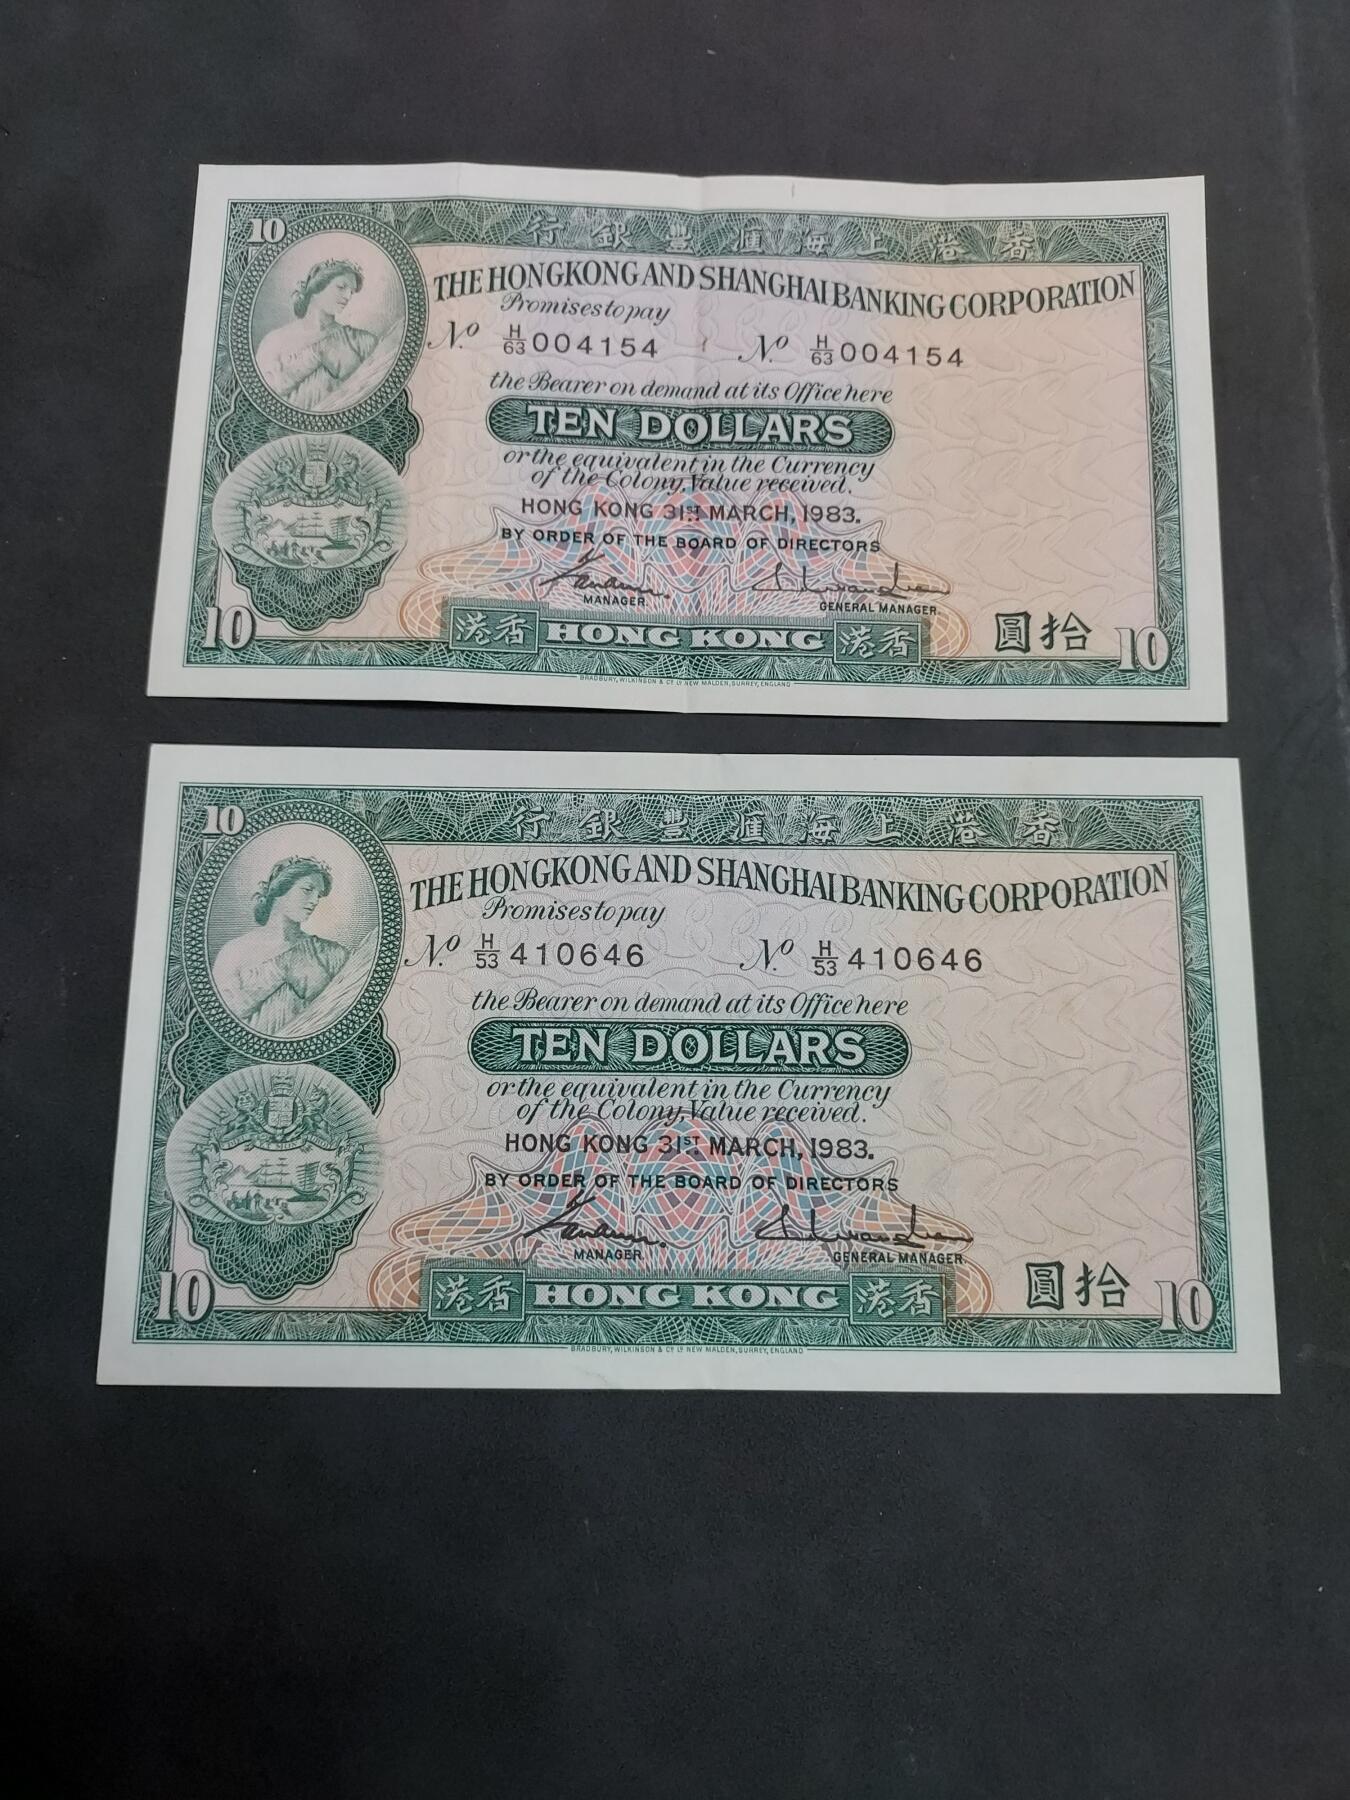 10
行銀豐滙海上港香
THE HONGKONG AND SHANGHAI BANKING CORPORATION
Promises to pay
No. H/63 004154 No. H/63 004154
the Bearer on demand at its Office here
TEN DOLLARS
or the equivalent in the Currency
of the Colony, Value received.
HONG KONG 31ST MARCH, 1983.
BY ORDER OF THE BOARD OF DIRECTORS
MANAGER.
GENERAL MANAGER.
10 港香 HONG KONG 港香 圓拾 10
BRADBURY, WILKINSON & Co. Ld. NEW MALDEN, SURREY, ENGLAND
10
行銀豐滙海上港香
THE HONGKONG AND SHANGHAI BANKING CORPORATION
Promises to pay
No. H/53 410646 No. H/53 410646
the Bearer on demand at its Office here
TEN DOLLARS
or the equivalent in the Currency
of the Colony, Value received.
HONG KONG 31ST MARCH, 1983.
BY ORDER OF THE BOARD OF DIRECTORS
MANAGER.
GENERAL MANAGER.
10 港香 HONG KONG 港香 圓拾 10
BRADBURY, WILKINSON & Co. Ld. NEW MALDEN, SURREY, ENGLAND